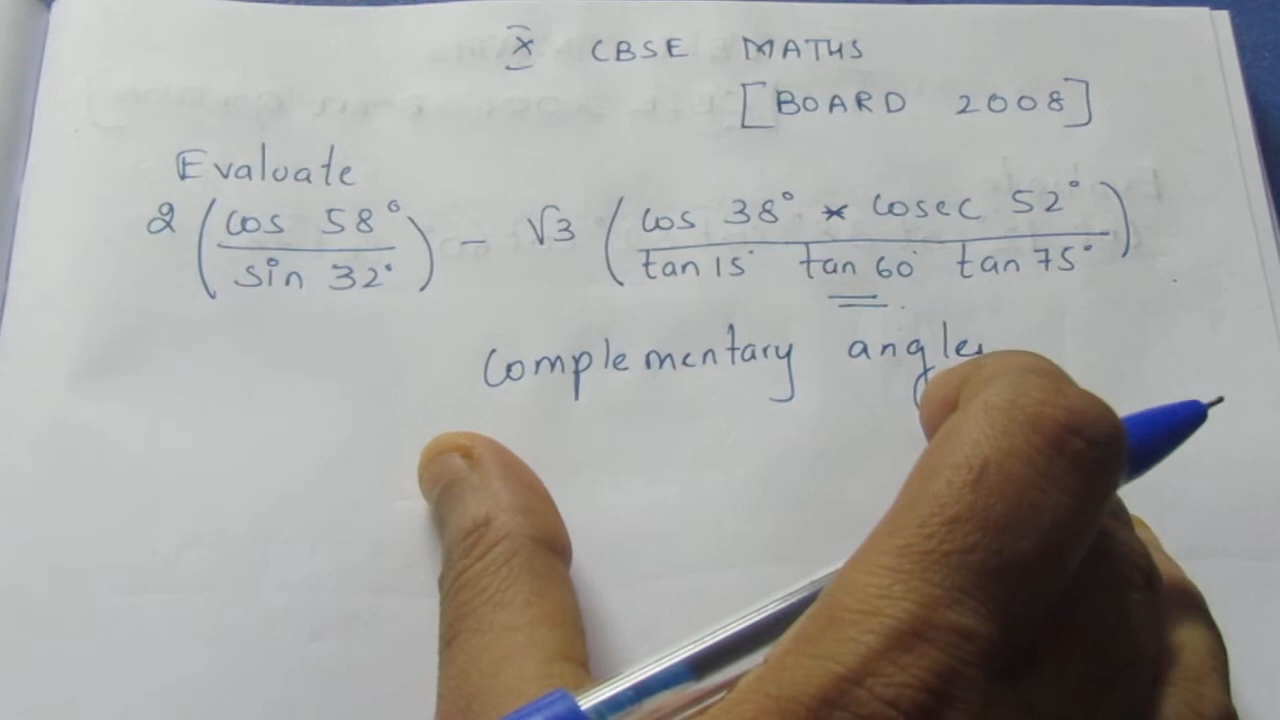 X CBSE MATHS
[BOARD 2008]
Evaluate
2 (cos 58° / sin 32°) - √3 (cos 38° * cosec 52° / tan 15° tan 60° tan 75°)
Complementary angles